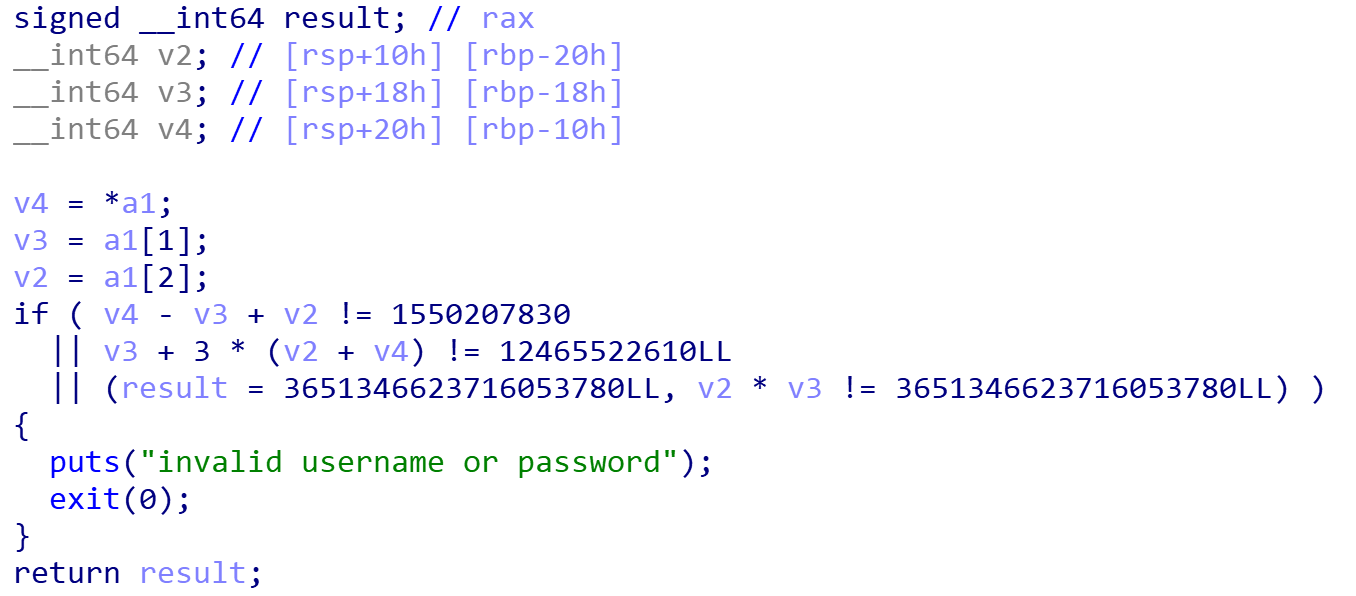 signed __int64 result; // rax
__int64 v2; // [rsp+10h] [rbp-20h]
__int64 v3; // [rsp+18h] [rbp-18h]
__int64 v4; // [rsp+20h] [rbp-10h]

v4 = *a1;
v3 = a1[1];
v2 = a1[2];
if ( v4 - v3 + v2 != 1550207830
  || v3 + 3 * (v2 + v4) != 12465522610LL
  || (result = 3651346623716053780LL, v2 * v3 != 3651346623716053780LL) )
{
  puts("invalid username or password");
  exit(0);
}
return result;